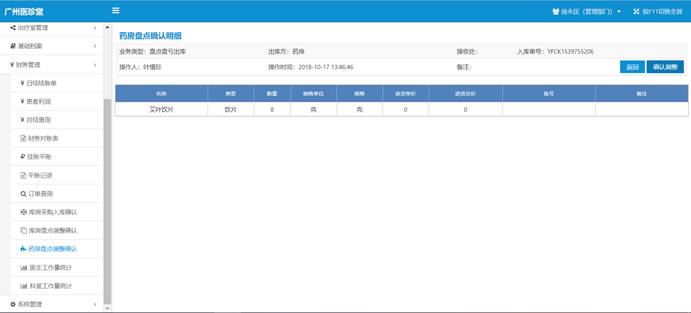 广州医珍堂
徐永匡（管理部门）
按F11切换全屏
治疗室管理
基础档案
¥ 财务管理
¥ 日结结账单
¥ 患者利润
¥ 月结查询
财务对账表
挂账平账
平账记录
订单查询
库房采购入库确认
库房盘点调整确认
药房盘点调整确认
医生工作量统计
科室工作量统计
系统管理
药房盘点确认明细
业务类型：盘点盘亏出库 出库方：药房 接收处： 入库单号：YFCK1539755206
操作人：叶惜珍 操作时间：2018-10-17 13:46:46 备注： 返回 确认调整
名称 类型 数量 销售单位 规格 进货单价 进货总价 批号 备注
艾叶饮片 饮片 8 克 克 0 0